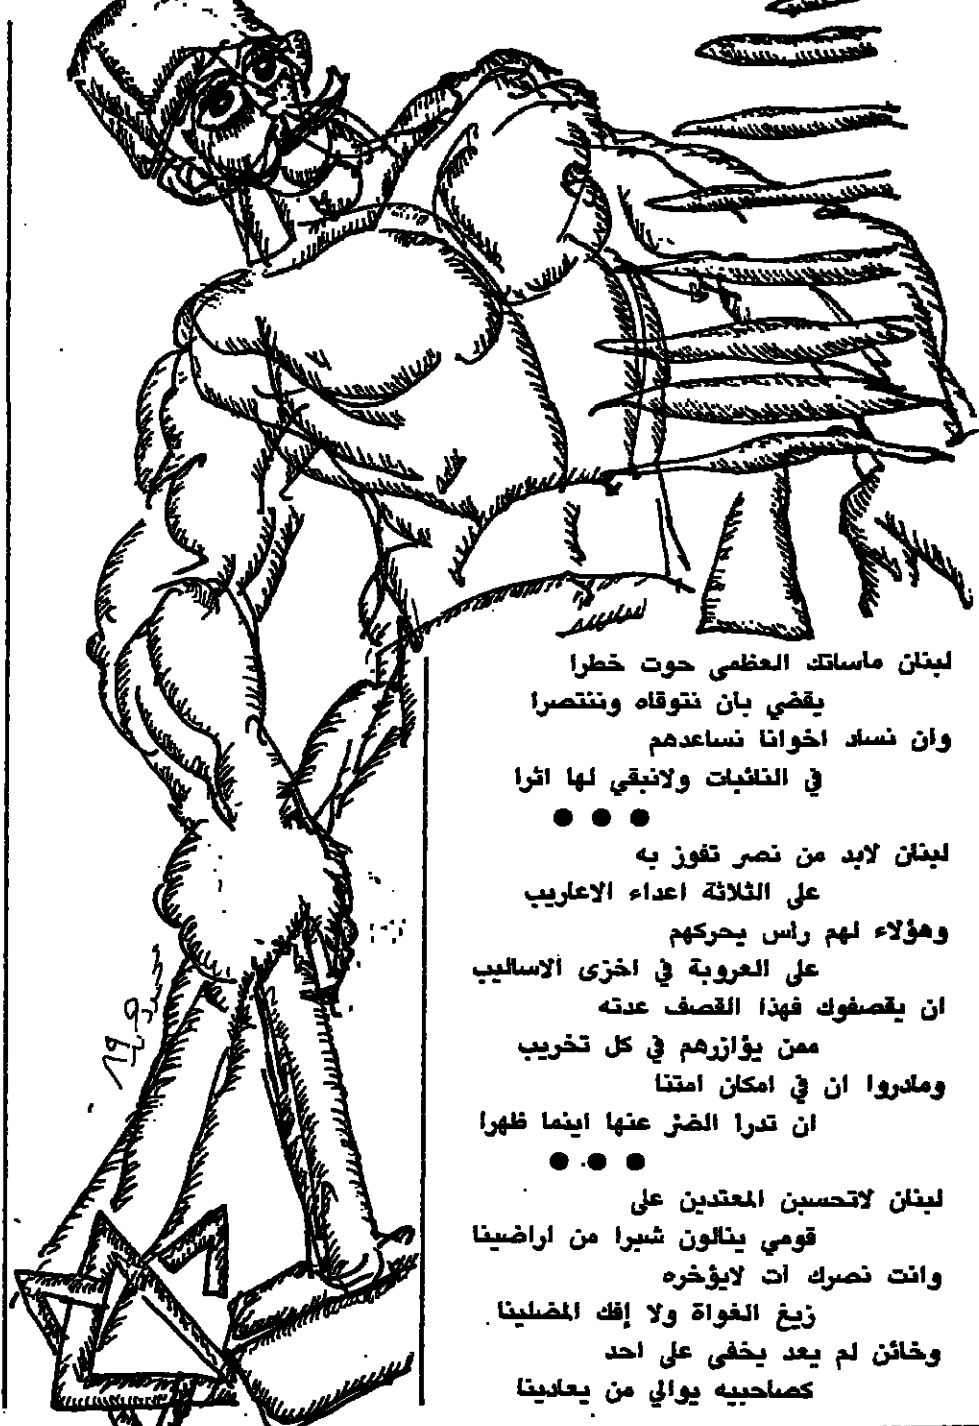 لبنان ماساتك العظمى حوت خطرا
يقضي بان نتوقاه وننتصرا
وان نساد اخوانا نساعدهم
في النائبات ولانبقي لها اثرا
لبنان لابد من نصر تفوز به
على الثلاثة اعداء الاعاريب
وهؤلاء لهم راس يحركهم
على العروبة في اخزى الاساليب
ان يقصفوك فهذا القصف عدته
ممن يؤازرهم في كل تخريب
ومادروا ان في امكان امتنا
ان تدرا الضر عنها اينما ظهرا
لبنان لاتحسبن المعتدين على
قومي ينالون شبرا من اراضينا
وانت نصرك آت لايؤخره
زيغ الغواة ولا إفك المضلينا
وخائن لم يعد يخفى على احد
كصاحبيه يوالي من يعادينا